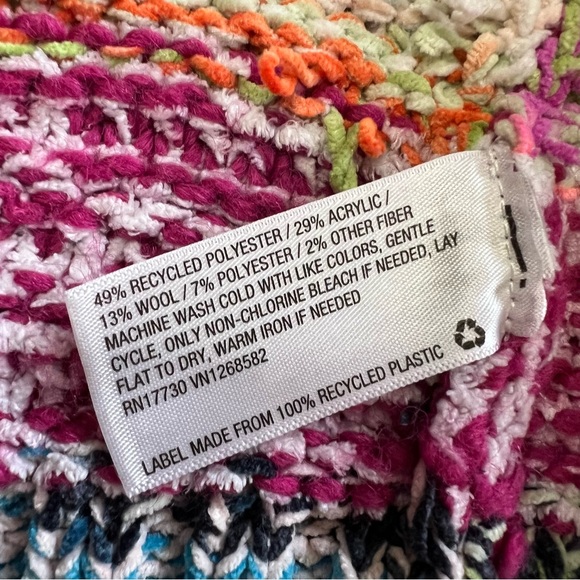 49% RECYCLED POLYESTER / 29% ACRYLIC /
13% WOOL / 7% POLYESTER / 2% OTHER FIBER
MACHINE WASH COLD WITH LIKE COLORS, GENTLE
CYCLE, ONLY NON-CHLORINE BLEACH IF NEEDED, LAY
FLAT TO DRY, WARM IRON IF NEEDED
RN17730 VN1268582
LABEL MADE FROM 100% RECYCLED PLASTIC